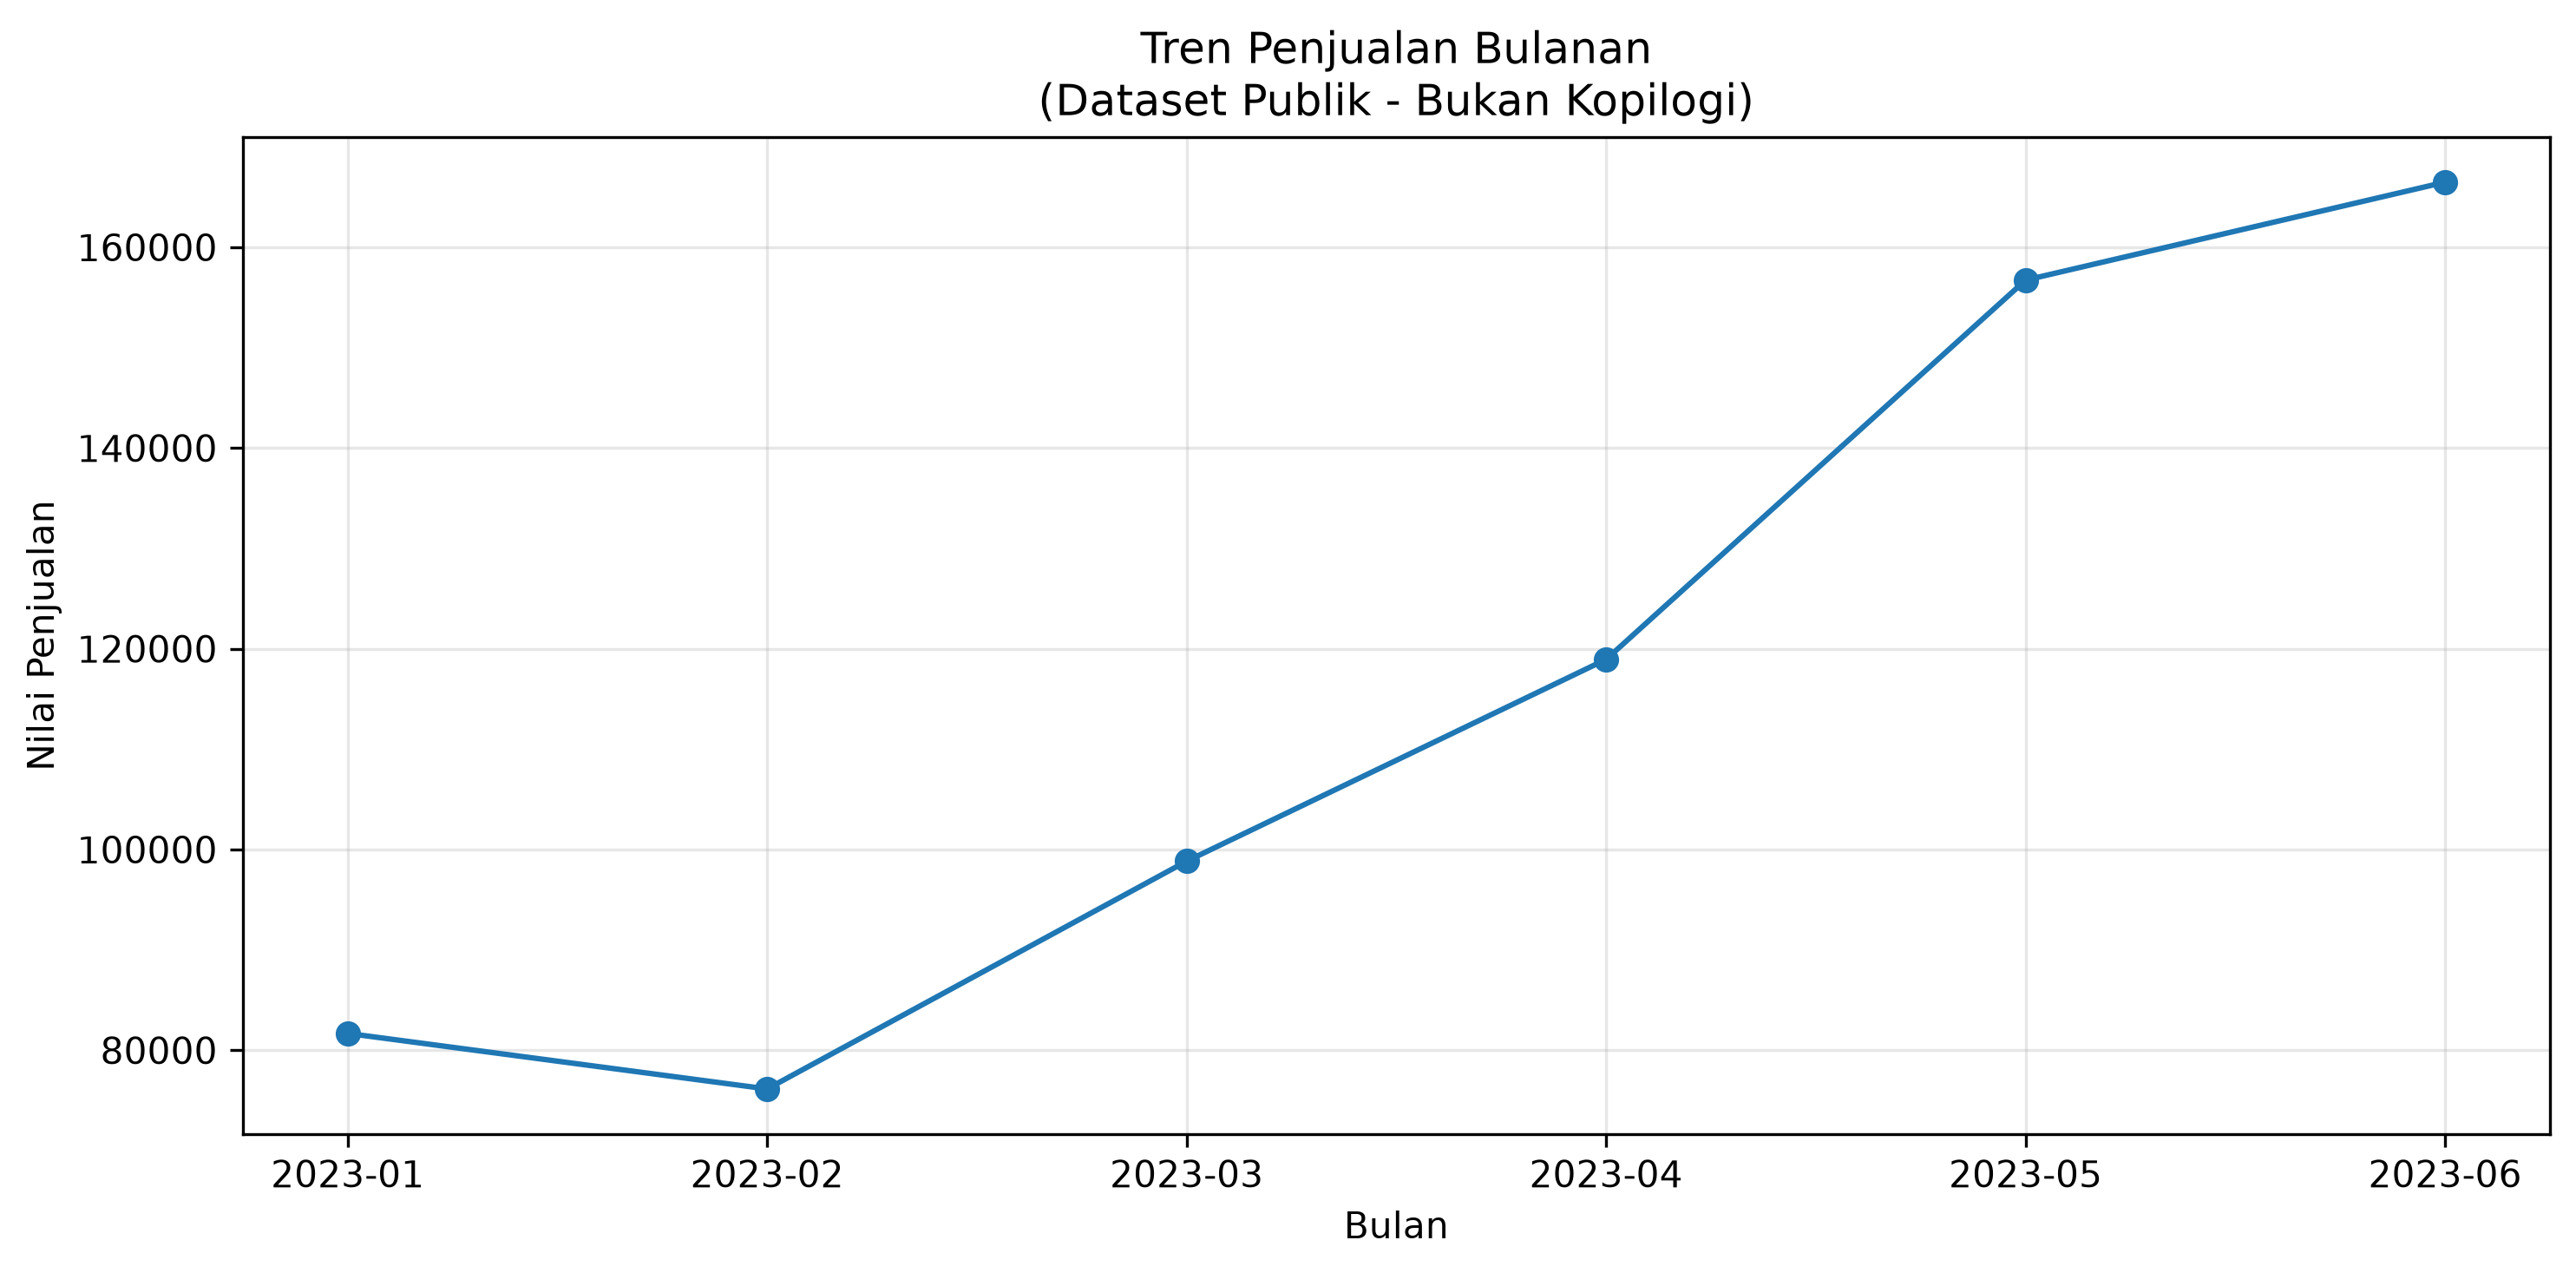 Tren Penjualan Bulanan
(Dataset Publik - Bukan Kopilogi)
Nilai Penjualan
160000
140000
120000
100000
80000
2023-01 2023-02 2023-03 2023-04 2023-05 2023-06
Bulan